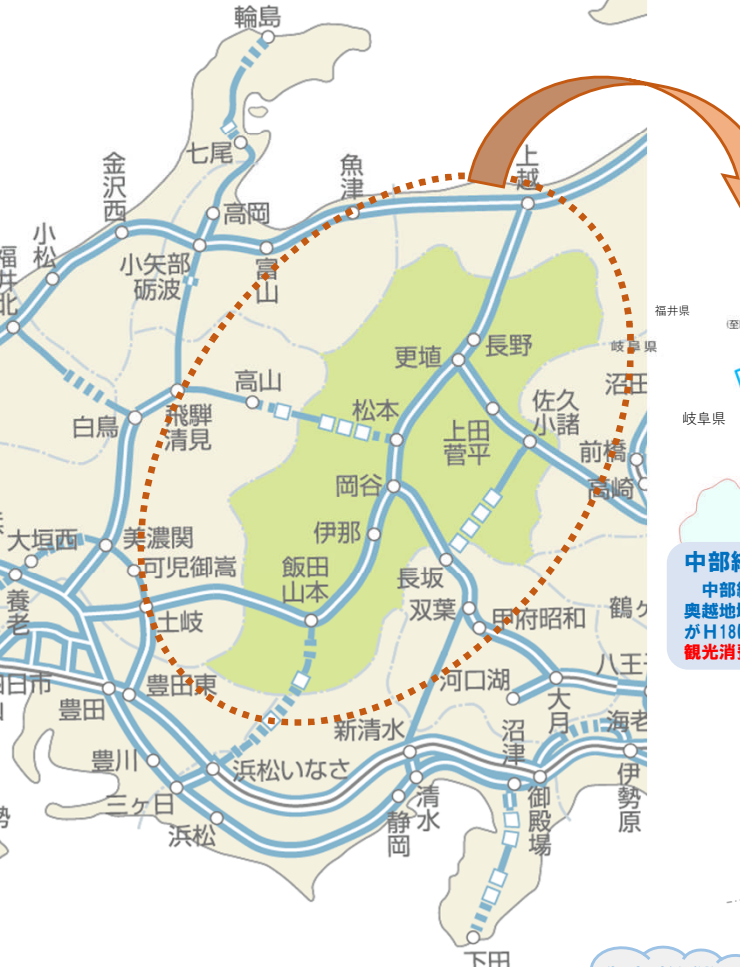 輪島
七尾
金沢西
魚津
上越
高岡
小松
福井北
小矢部
砺波
富山
福井県
岐阜県
更埴
長野
高山
佐久
小諸
沼田
白鳥
飛騨
清見
松本
上田
菅平
前橋
岐阜県
岡谷
高崎
大垣西
美濃関
伊那
可児御嵩
飯田
山本
長坂
中部
中部
奥越地
がH18
観光消
養老
土岐
双葉
甲府昭和
鶴ヶ
日市
豊田東
河口湖
八王子
豊田
大月
新清水
沼津
海老
豊川
浜松いなさ
三ヶ日
清水
御殿場
伊勢原
浜松
静岡
勢
下田